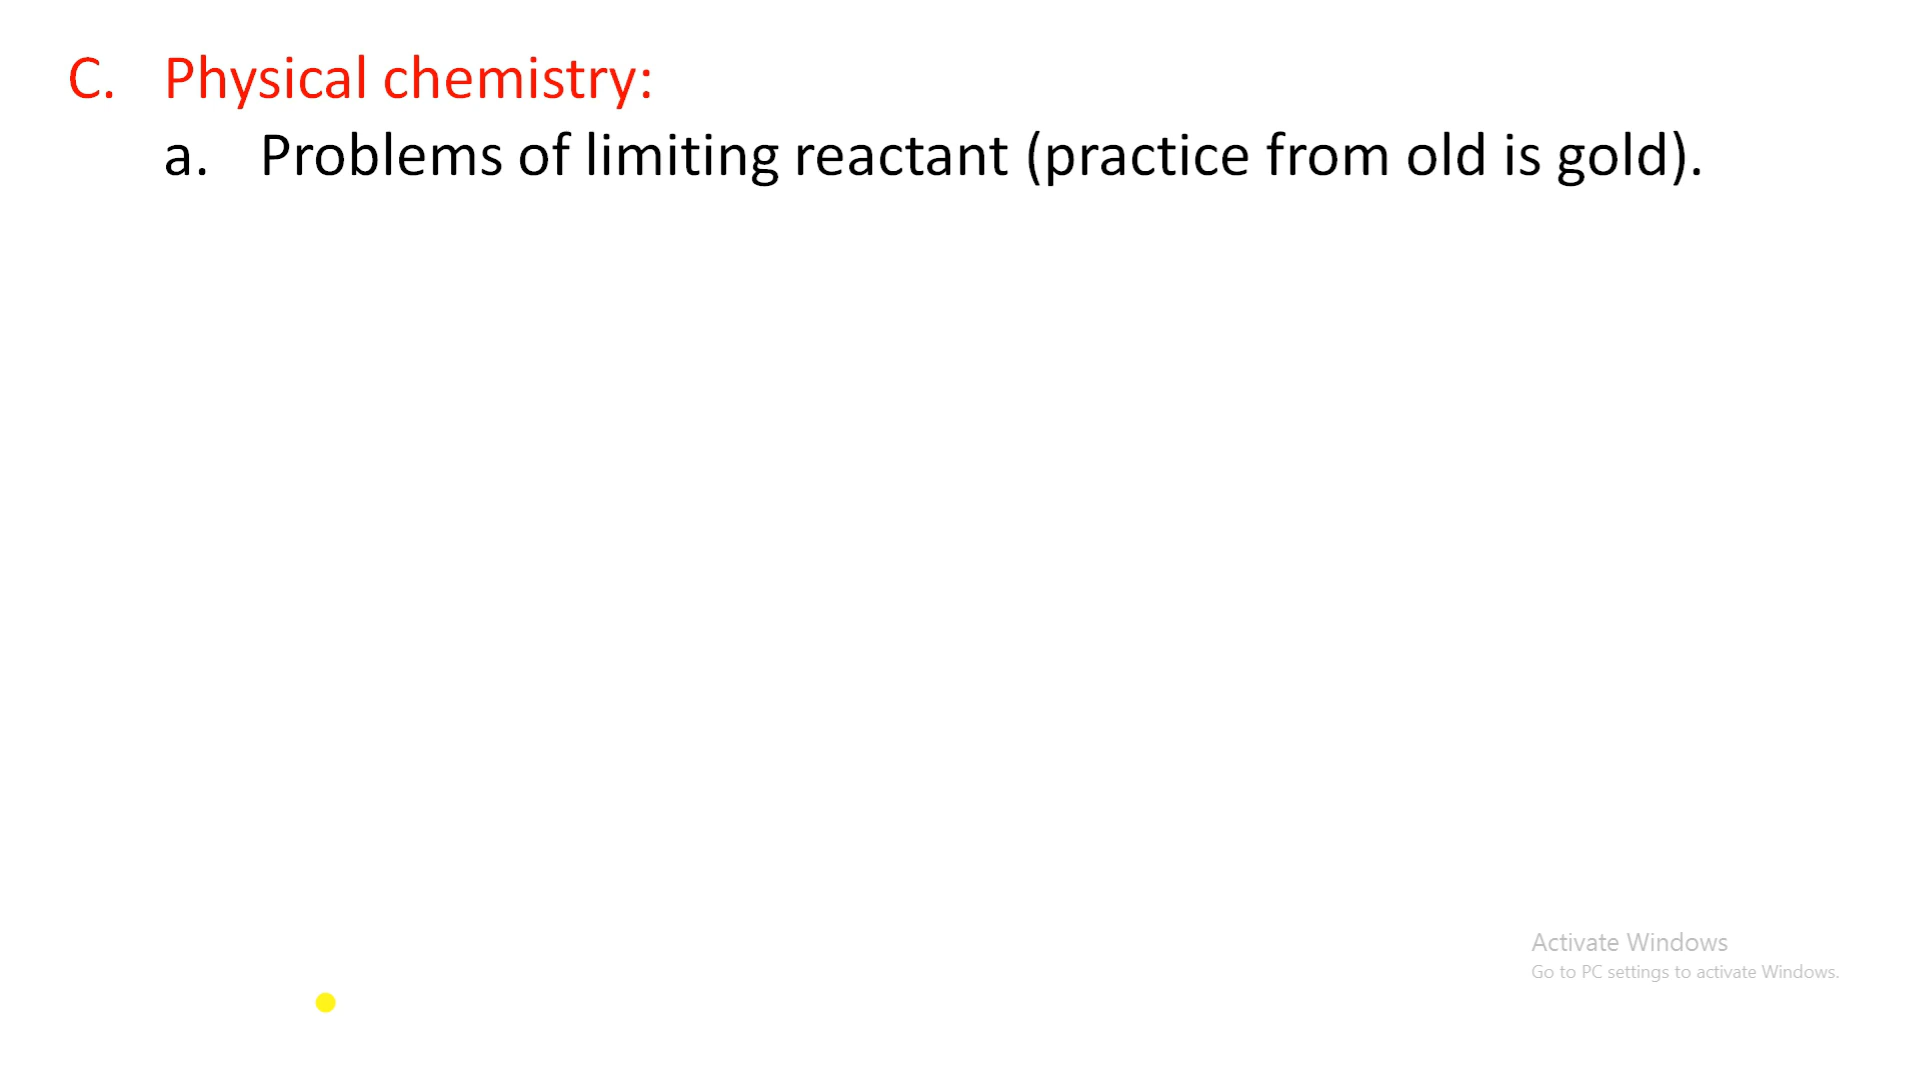 C. Physical chemistry:
a. Problems of limiting reactant (practice from old is gold).
Activate Windows
Go to PC settings to activate Windows.